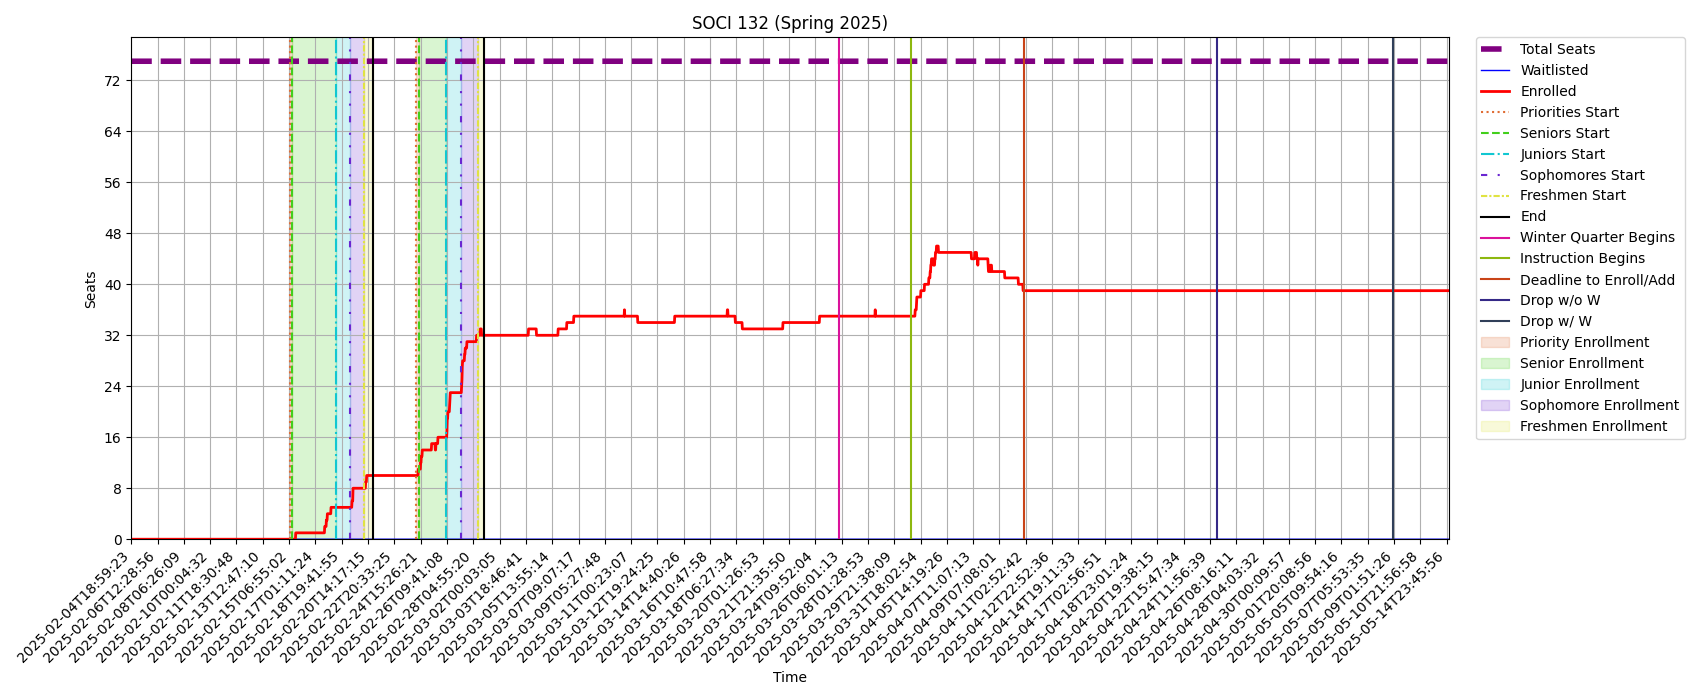 SOCI 132 (Spring 2025)
Total Seats
Waitlisted
Enrolled
Priorities Start
Seniors Start
Juniors Start
Sophomores Start
Freshmen Start
End
Winter Quarter Begins
Instruction Begins
Deadline to Enroll/Add
Drop w/o W
Drop w/ W
Priority Enrollment
Senior Enrollment
Junior Enrollment
Sophomore Enrollment
Freshmen Enrollment
Seats
72
64
56
48
40
32
24
16
8
0
2025-02-04T18:59:23
2025-02-06T12:28:56
2025-02-08T06:26:09
2025-02-10T00:04:32
2025-02-11T18:30:48
2025-02-13T12:47:10
2025-02-15T06:55:02
2025-02-17T01:11:24
2025-02-18T19:41:55
2025-02-20T14:17:15
2025-02-22T20:33:25
2025-02-24T15:26:21
2025-02-26T09:41:08
2025-02-28T04:55:20
2025-03-02T00:03:05
2025-03-03T18:46:41
2025-03-05T13:55:14
2025-03-07T09:07:17
2025-03-09T05:27:48
2025-03-11T00:23:07
2025-03-12T19:24:25
2025-03-14T14:40:26
2025-03-16T10:47:58
2025-03-18T06:27:34
2025-03-20T01:26:53
2025-03-21T21:35:50
2025-03-24T09:52:04
2025-03-26T06:01:13
2025-03-28T01:28:53
2025-03-29T21:38:09
2025-03-31T18:02:54
2025-04-05T14:19:26
2025-04-07T11:07:13
2025-04-09T07:08:01
2025-04-11T02:52:42
2025-04-12T22:52:36
2025-04-14T19:11:33
2025-04-17T02:56:51
2025-04-18T23:01:24
2025-04-20T19:38:15
2025-04-22T15:47:34
2025-04-24T11:56:39
2025-04-26T08:16:11
2025-04-28T04:03:32
2025-04-30T00:09:57
2025-05-01T20:08:56
2025-05-05T09:54:16
2025-05-07T05:53:35
2025-05-09T01:51:26
2025-05-10T21:56:58
2025-05-14T23:45:56
Time